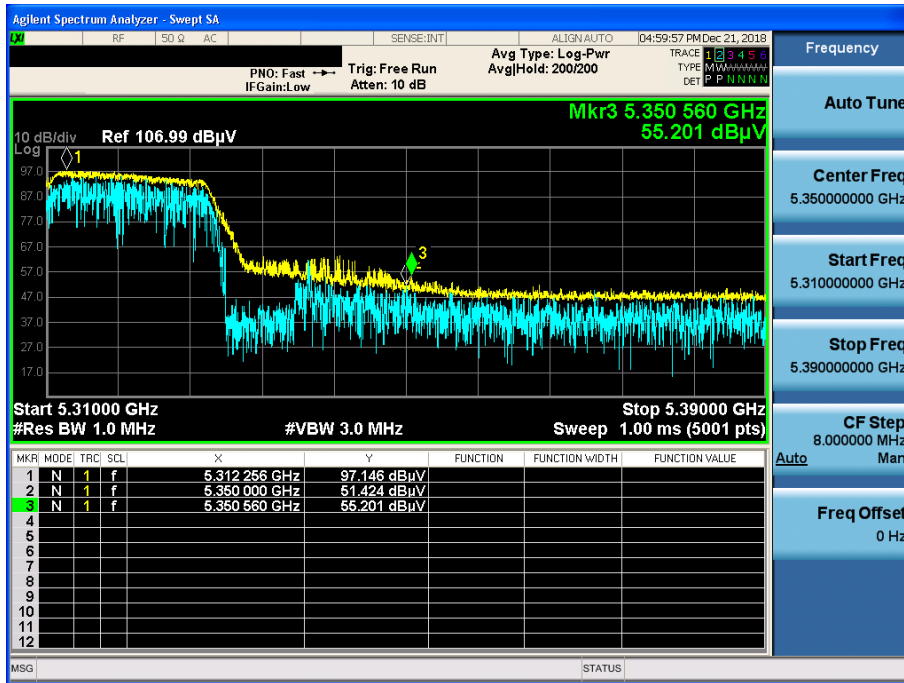 Agilent Spectrum Analyzer - Swept SA
LXI RF 50 Ω AC SENSE:INT ALIGN AUTO 04:59:57 PM Dec 21, 2018
PNO: Fast Trig: Free Run Avg Type: Log-Pwr TRACE 1 2 3 4 5 6
IFGain:Low Atten: 10 dB Avg|Hold: 200/200 TYPE M WWWWW
DET P P N N N N
Mkr3 5.350 560 GHz
55.201 dBµV
10 dB/div Ref 106.99 dBµV
Log
1
97.0
87.0
77.0
67.0
3
57.0
47.0
37.0
27.0
17.0
Start 5.31000 GHz Stop 5.39000 GHz
#Res BW 1.0 MHz #VBW 3.0 MHz Sweep 1.00 ms (5001 pts)
MKR MODE TRC SCL X Y FUNCTION FUNCTION WIDTH FUNCTION VALUE
1 N 1 f 5.312 256 GHz 97.146 dBµV
2 N 1 f 5.350 000 GHz 51.424 dBµV
3 N 1 f 5.350 560 GHz 55.201 dBµV
4
5
6
7
8
9
10
11
12
MSG STATUS
Frequency
Auto Tune
Center Freq
5.350000000 GHz
Start Freq
5.310000000 GHz
Stop Freq
5.390000000 GHz
CF Step
8.000000 MHz
Auto Man
Freq Offset
0 Hz